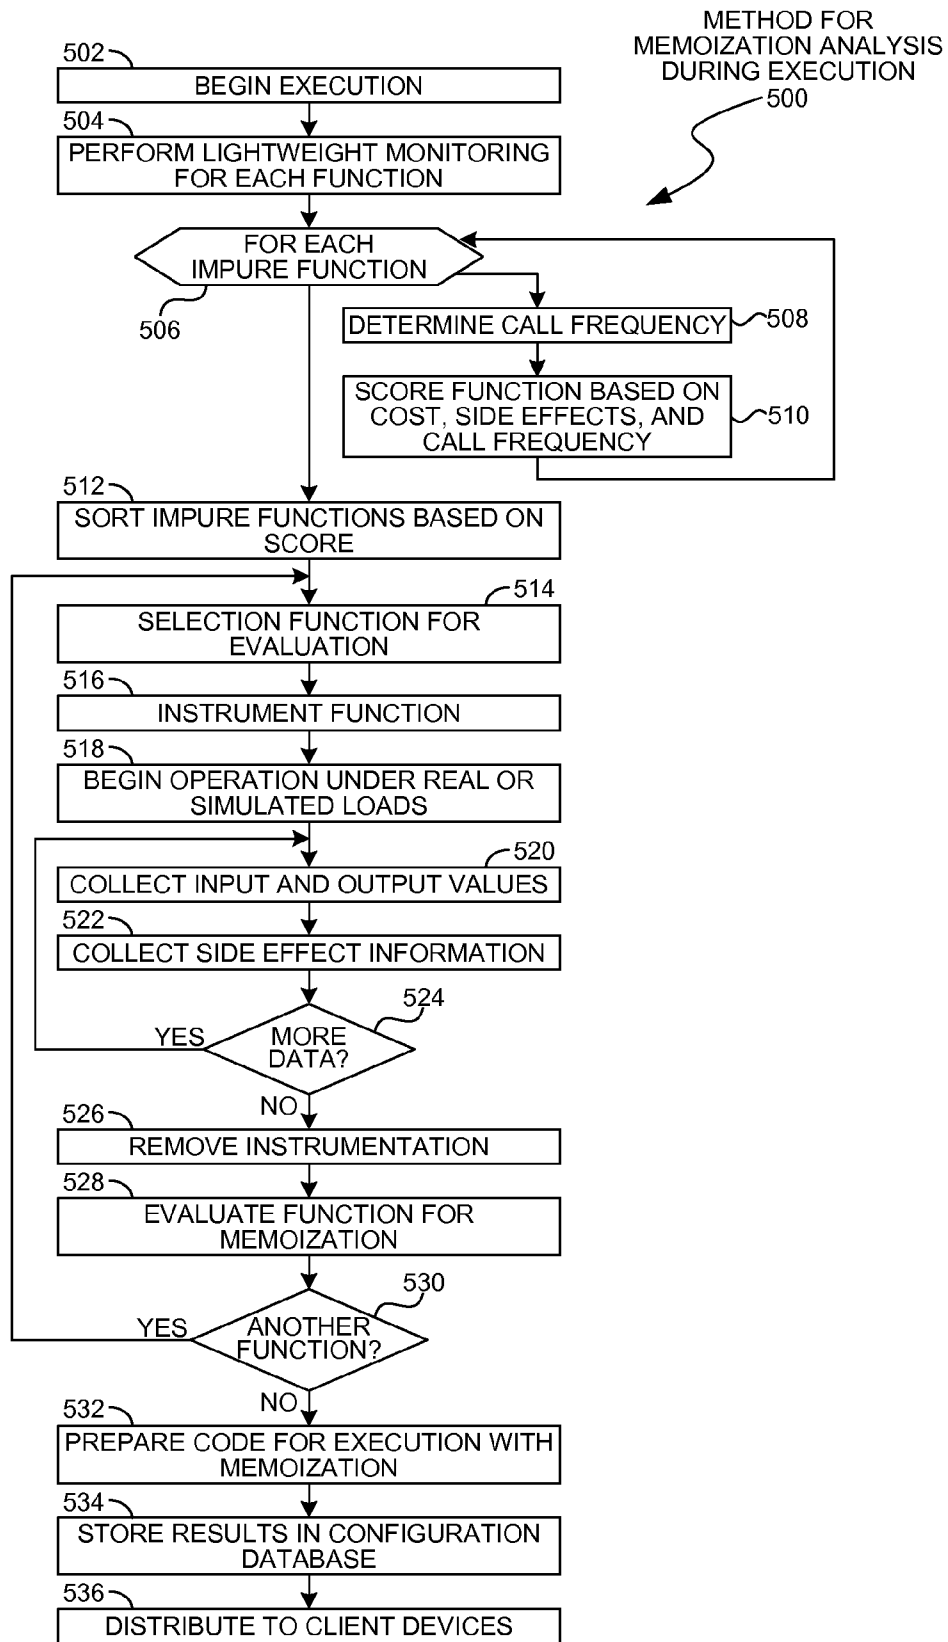 METHOD FOR
MEMOIZATION ANALYSIS
DURING EXECUTION
500
502
BEGIN EXECUTION
504
PERFORM LIGHTWEIGHT MONITORING
FOR EACH FUNCTION
FOR EACH
IMPURE FUNCTION
506
DETERMINE CALL FREQUENCY
508
SCORE FUNCTION BASED ON
COST, SIDE EFFECTS, AND
CALL FREQUENCY
510
512
SORT IMPURE FUNCTIONS BASED ON
SCORE
514
SELECTION FUNCTION FOR
EVALUATION
516
INSTRUMENT FUNCTION
518
BEGIN OPERATION UNDER REAL OR
SIMULATED LOADS
520
COLLECT INPUT AND OUTPUT VALUES
522
COLLECT SIDE EFFECT INFORMATION
524
YES
MORE
DATA?
NO
526
REMOVE INSTRUMENTATION
528
EVALUATE FUNCTION FOR
MEMOIZATION
530
YES
ANOTHER
FUNCTION?
NO
532
PREPARE CODE FOR EXECUTION WITH
MEMOIZATION
534
STORE RESULTS IN CONFIGURATION
DATABASE
536
DISTRIBUTE TO CLIENT DEVICES